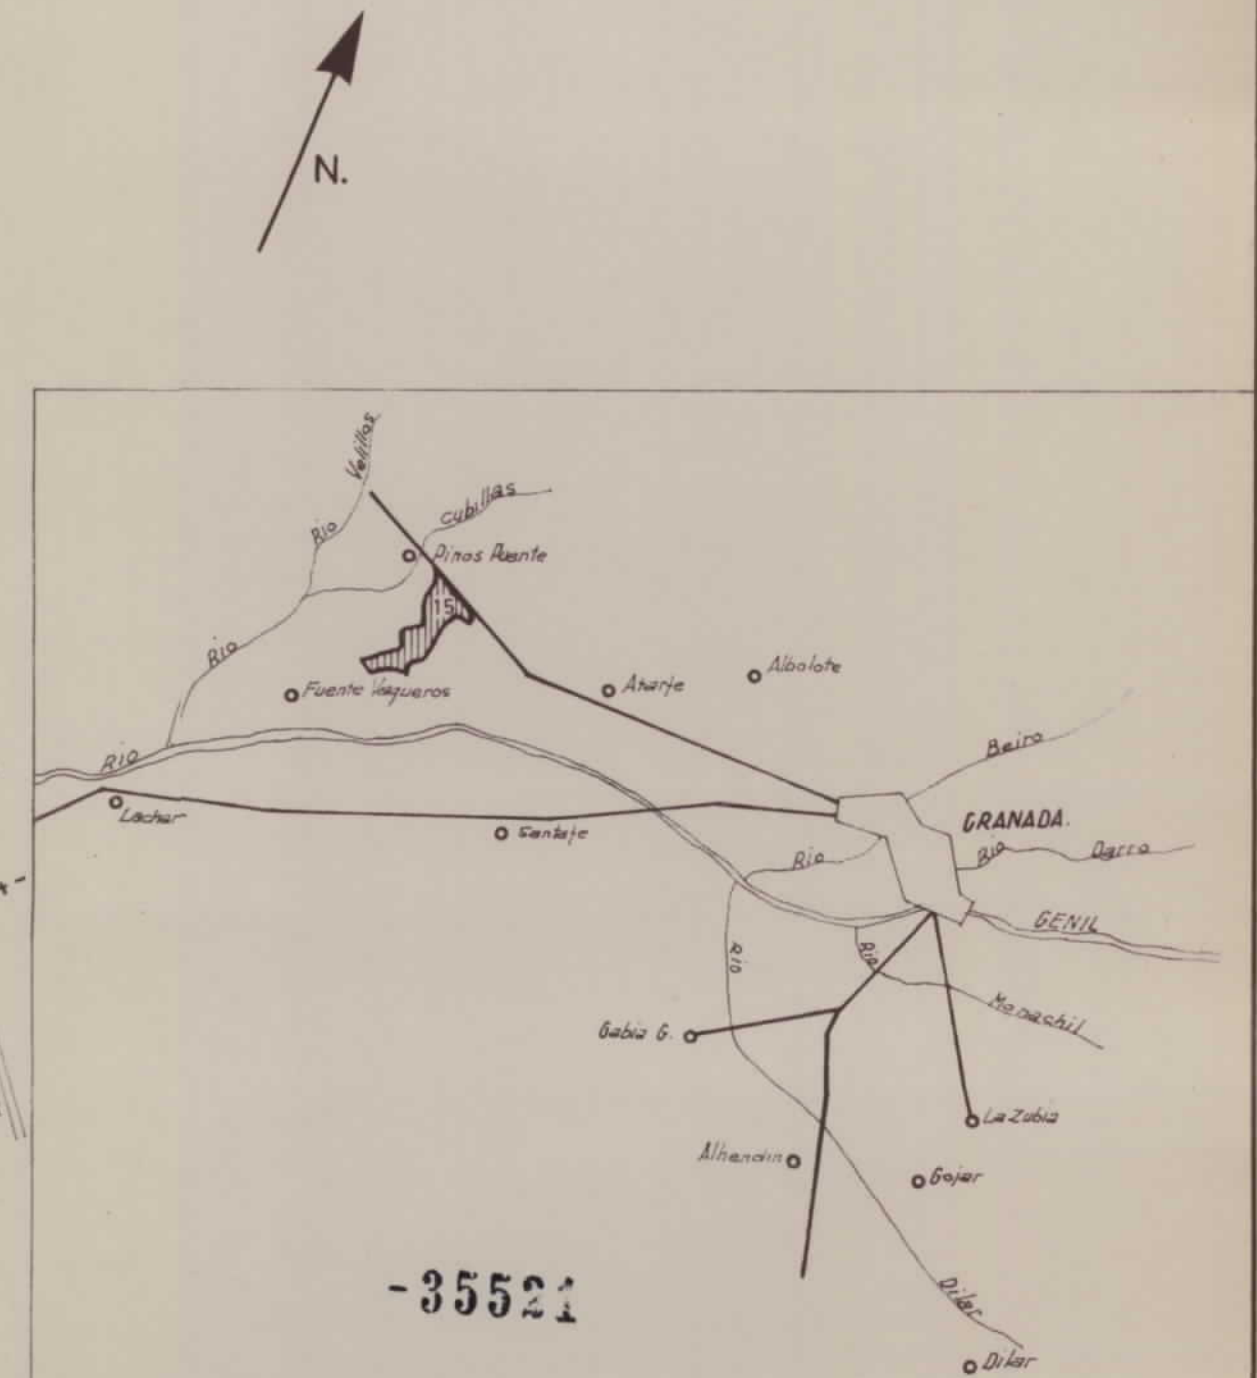 N.
Rio
Velillos
Cubillas
Pinos Puente
15
Rio
Fuente Vaqueros
Atarfe
Albolote
Rio
Lachar
Santafe
Beiro
GRANADA.
Rio
Rio
Darro
GENIL
Rio
Rio
Monachil
Gabia G.
La Zubia
Alhendin
Gojar
Dilar
Dilar
-35521